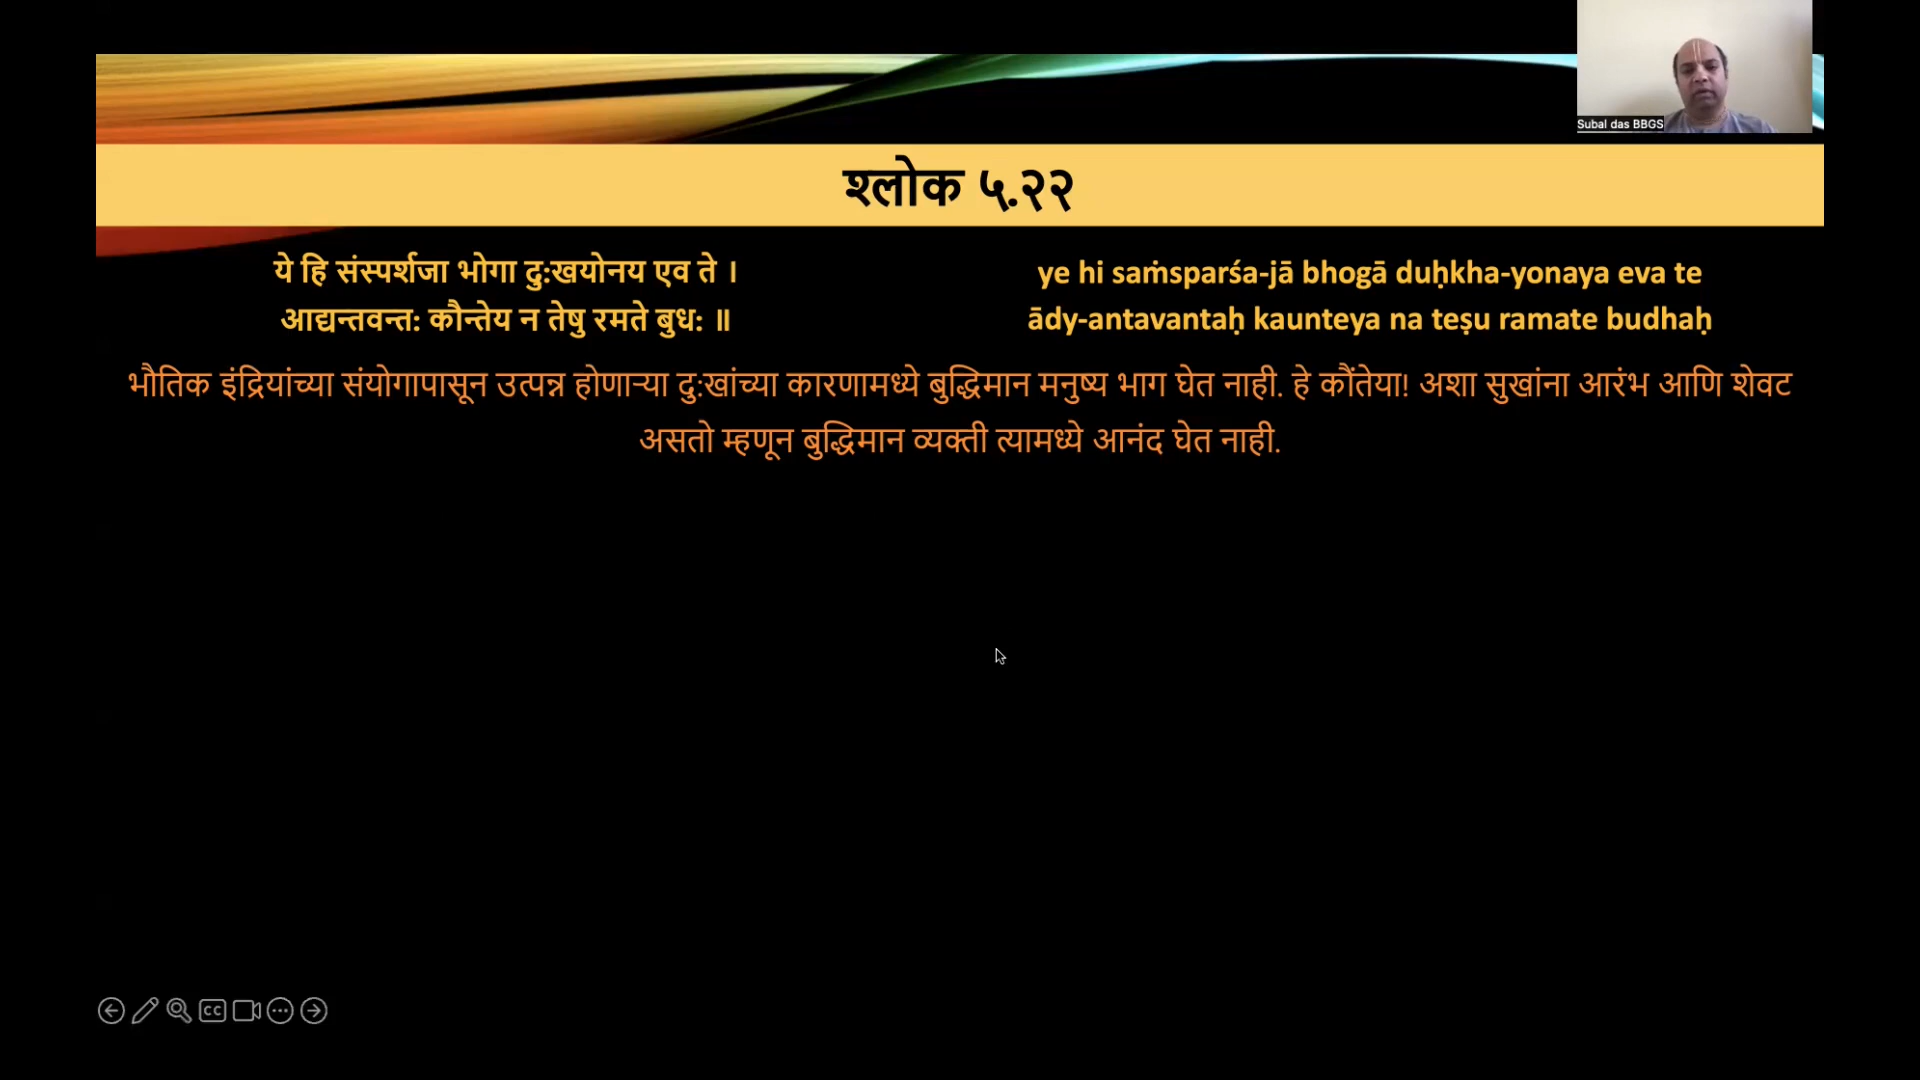 Subal das BBGS
श्लोक ५.२२
ये हि संस्पर्शजा भोगा दु:खयोनय एव ते ।
आद्यन्तवन्त: कौन्तेय न तेषु रमते बुध: ॥
ye hi saṁsparśa-jā bhogā duḥkha-yonaya eva te
ādy-antavantaḥ kaunteya na teṣu ramate budhaḥ
भौतिक इंद्रियांच्या संयोगापासून उत्पन्न होणाऱ्या दु:खांच्या कारणामध्ये बुद्धिमान मनुष्य भाग घेत नाही. हे कौंतेया! अशा सुखांना आरंभ आणि शेवट
असतो म्हणून बुद्धिमान व्यक्ती त्यामध्ये आनंद घेत नाही.
CC